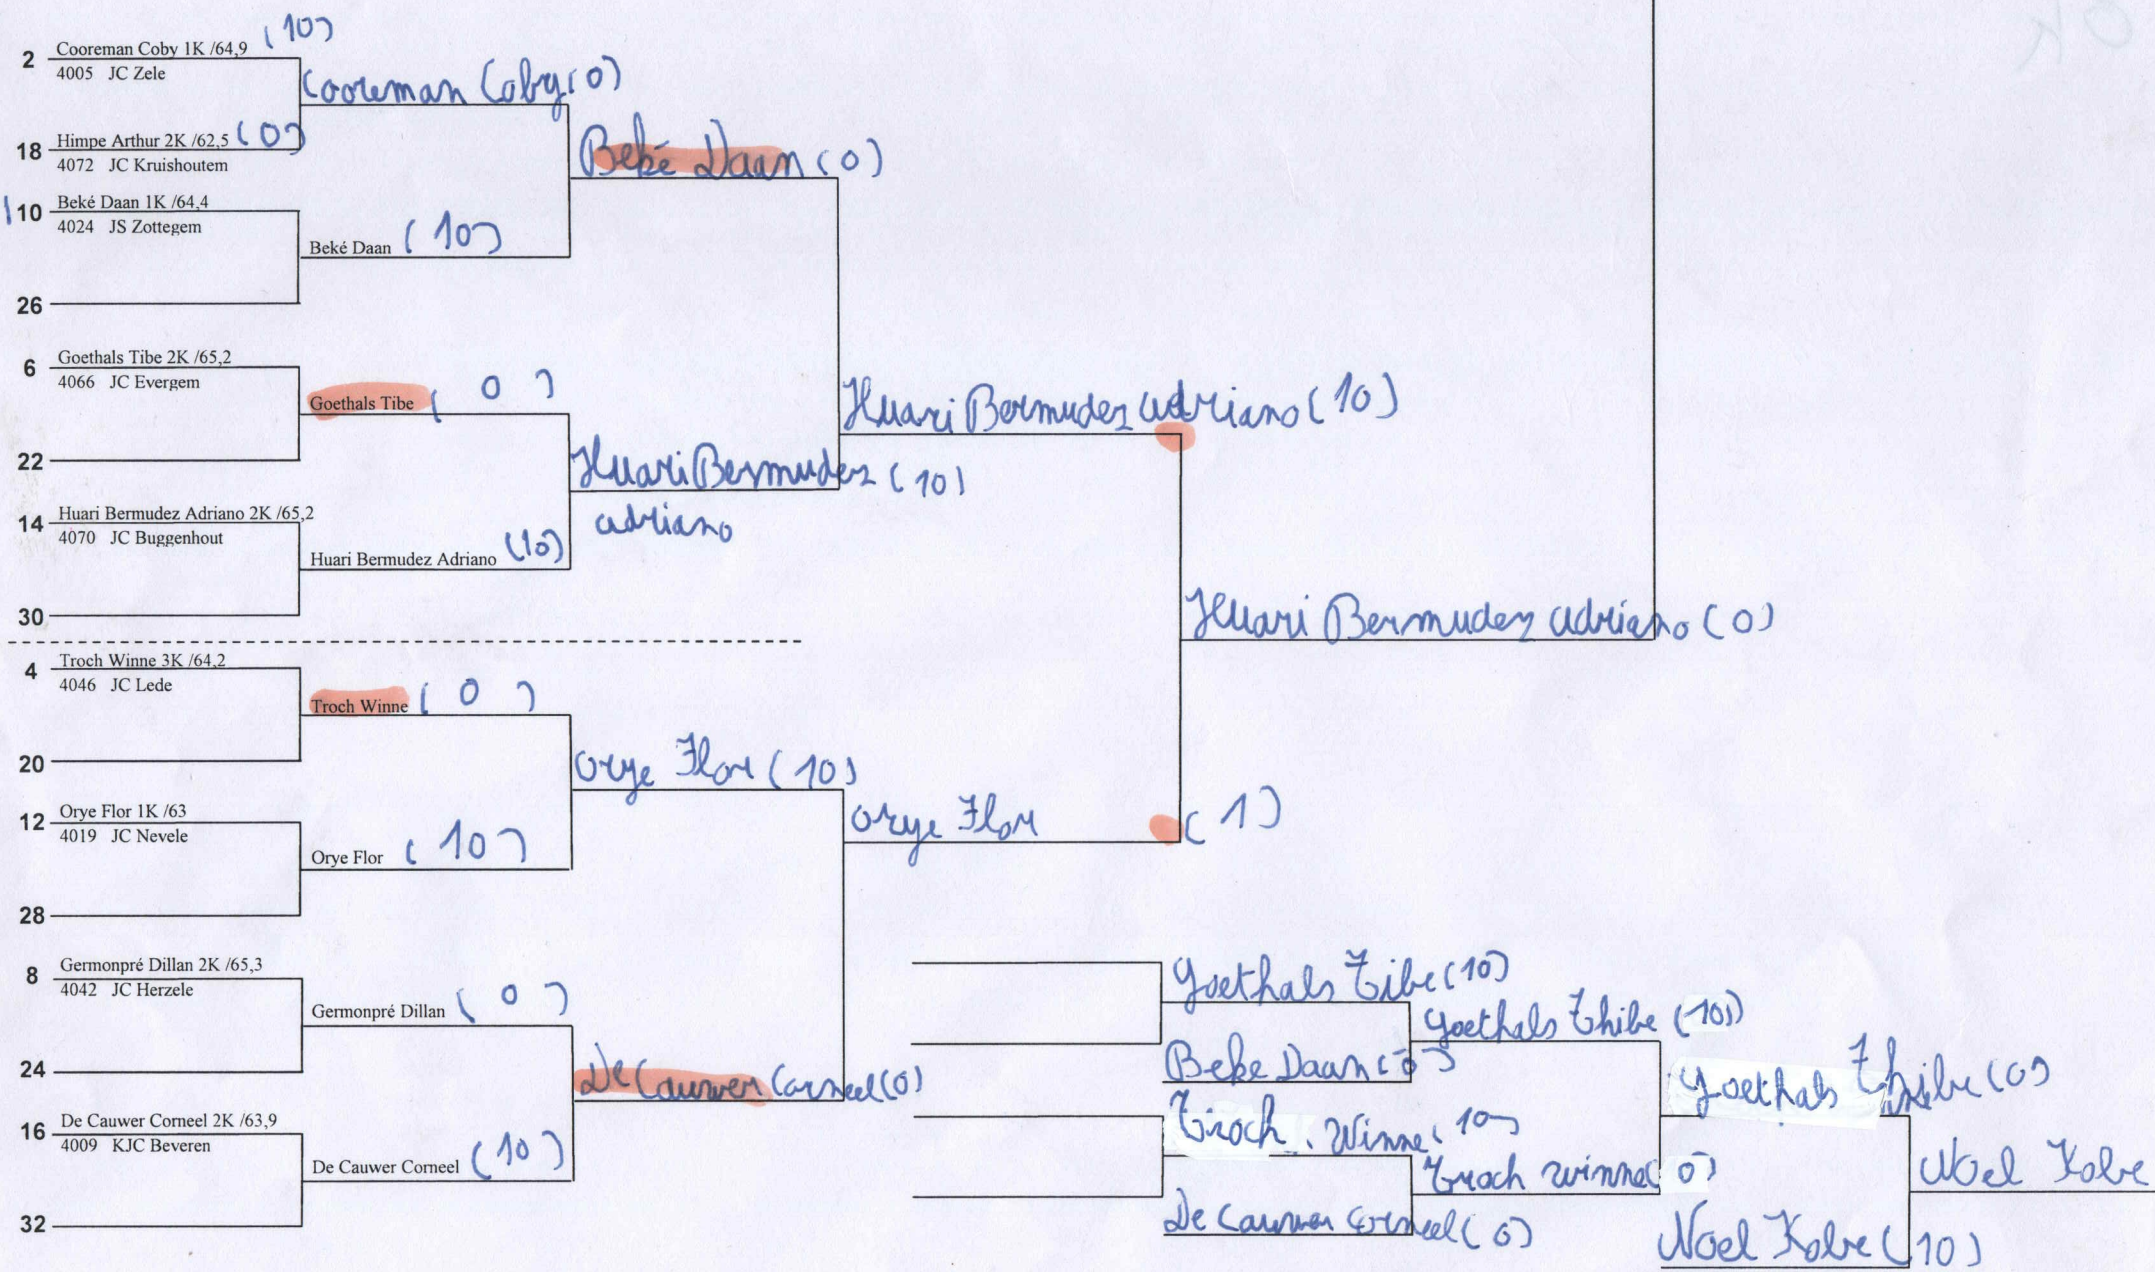 OK
2 Cooreman Coby 1K /64,9 (10)
4005 JC Zele
Cooreman Coby (0)
18 Himpe Arthur 2K /62,5 (0)
4072 JC Kruishoutem
Beké Daan (0)
10 Beké Daan 1K /64,4
4024 JS Zottegem
Beké Daan (10)
26
6 Goethals Tibe 2K /65,2
4066 JC Evergem
Goethals Tibe ( 0 )
Huari Bermudez Adriano (10)
22
Huari Bermudez (10)
adriano
14 Huari Bermudez Adriano 2K /65,2
4070 JC Buggenhout
Huari Bermudez Adriano (10)
30
Huari Bermudez Adriano (0)
4 Troch Winne 3K /64,2
4046 JC Lede
Troch Winne ( 0 )
20
Orye Flor (10)
12 Orye Flor 1K /63
4019 JC Nevele
Orye Flor (1)
Orye Flor (10)
28
8 Germonpré Dillan 2K /65,3
4042 JC Herzele
Germonpré Dillan ( 0 )
24
De Cauwer Corneel (0)
16 De Cauwer Corneel 2K /63,9
4009 KJC Beveren
De Cauwer Corneel (10)
32
Goethals Tibe (10)
Goethals Thibe (10)
Beke Daan (0)
Goethals Thibe (0)
Troch Winne (10)
Troch winne (0)
Noel Kobe
De Cauwer Corneel (0)
Noel Kobe (10)